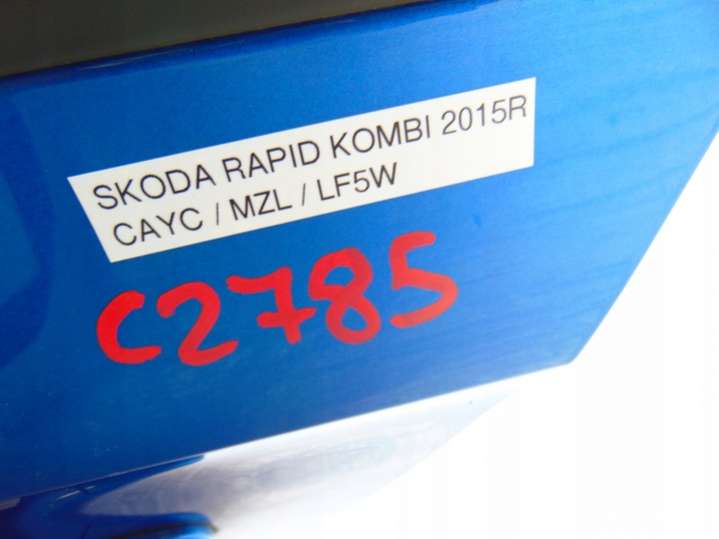 SKODA RAPID KOMBI 2015R
CAYC / MZL / LF5W
C2785